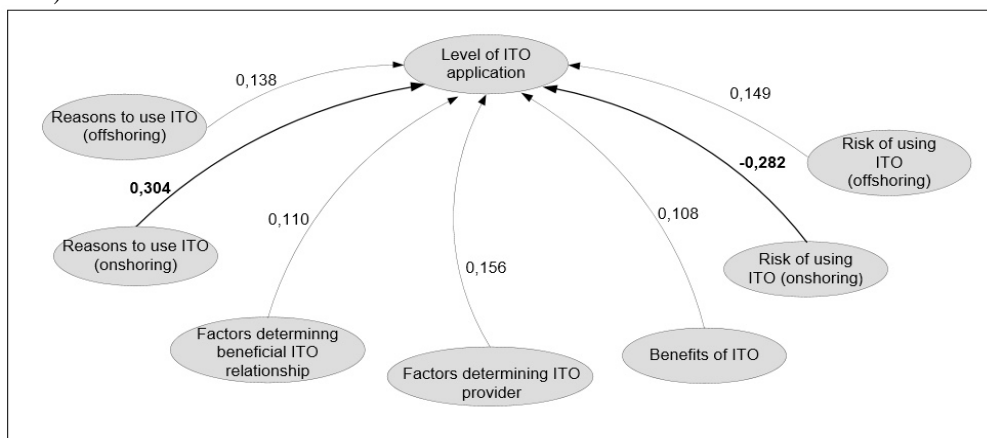 Level of ITO
application
0,138
0,149
Reasons to use ITO
(offshoring)
Risk of using
ITO
(offshoring)
0,304
-0,282
0,110
0,108
Reasons to use ITO
(onshoring)
0,156
Risk of using
ITO (onshoring)
Factors determinng
beneficial ITO
relationship
Factors determining ITO
provider
Benefits of ITO